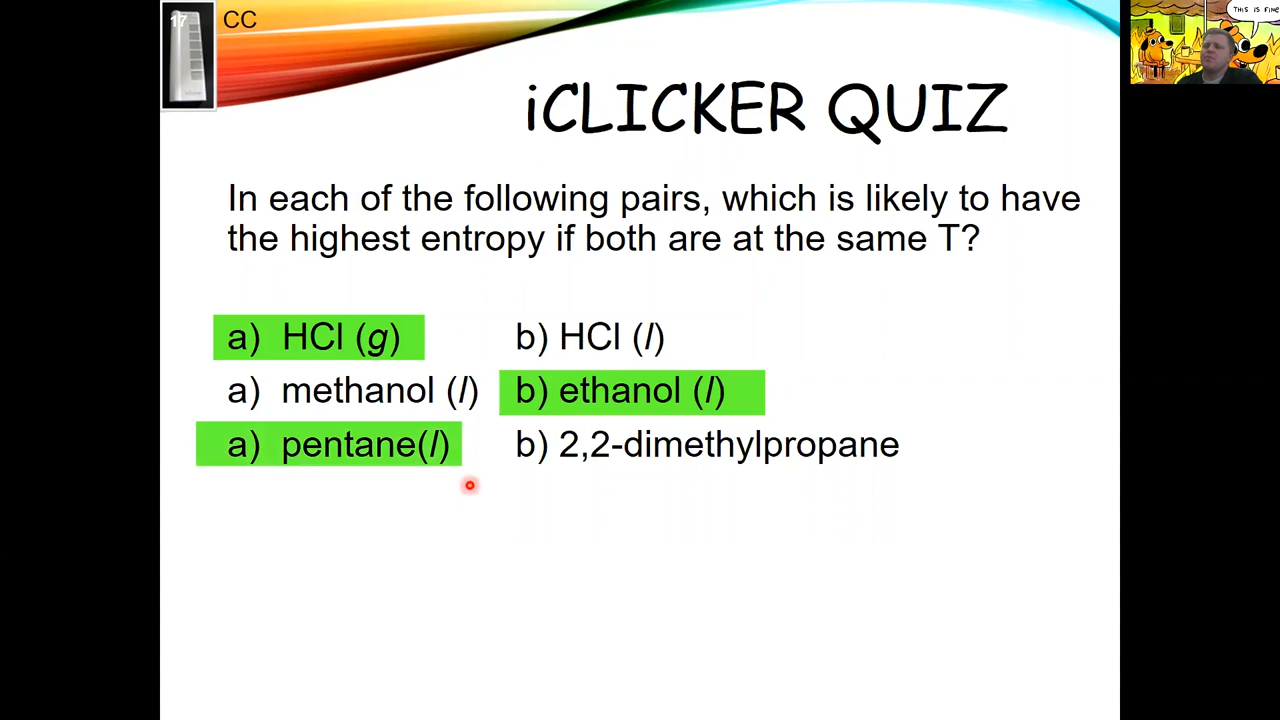 17
CC
THIS IS FINE
iCLICKER QUIZ
In each of the following pairs, which is likely to have
the highest entropy if both are at the same T?
a) HCl (g) b) HCl (l)
a) methanol (l) b) ethanol (l)
a) pentane(l) b) 2,2-dimethylpropane